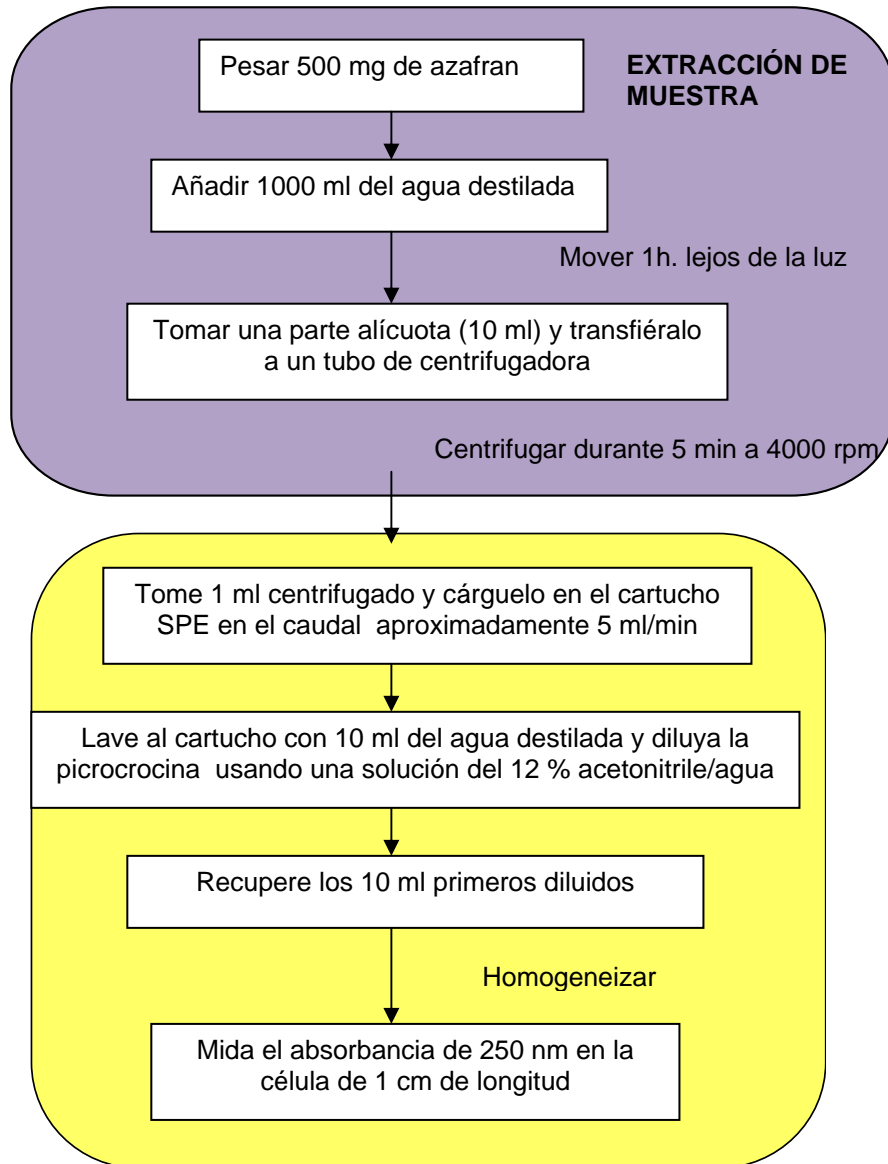 Pesar 500 mg de azafran
EXTRACCIÓN DE
MUESTRA
Añadir 1000 ml del agua destilada
Mover 1h. lejos de la luz
Tomar una parte alícuota (10 ml) y transfiéralo
a un tubo de centrifugadora
Centrifugar durante 5 min a 4000 rpm
Tome 1 ml centrifugado y cárguelo en el cartucho
SPE en el caudal aproximadamente 5 ml/min
Lave al cartucho con 10 ml del agua destilada y diluya la
picrocrocina usando una solución del 12 % acetonitrile/agua
Recupere los 10 ml primeros diluidos
Homogeneizar
Mida el absorbancia de 250 nm en la
célula de 1 cm de longitud